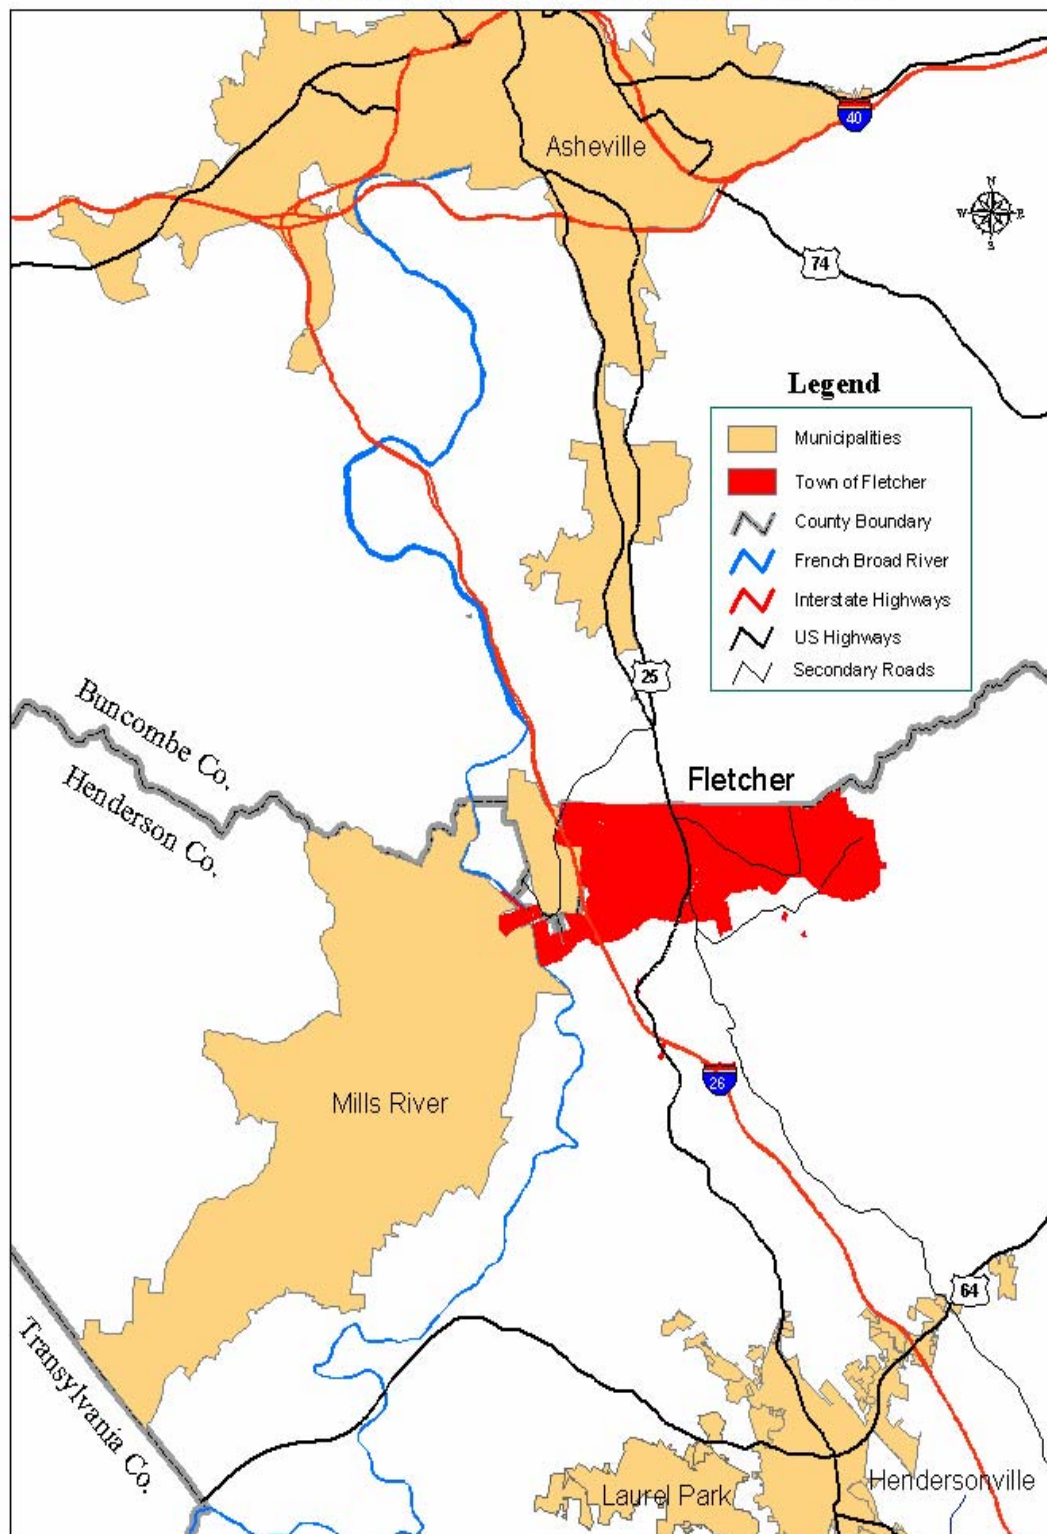 40
Asheville
N
W E
S
74
Legend
Municipalities
Town of Fletcher
County Boundary
French Broad River
Interstate Highways
US Highways
Secondary Roads
25
Buncombe Co.
Henderson Co.
Fletcher
26
Mills River
64
Transylvania Co.
Hendersonville
Laurel Park